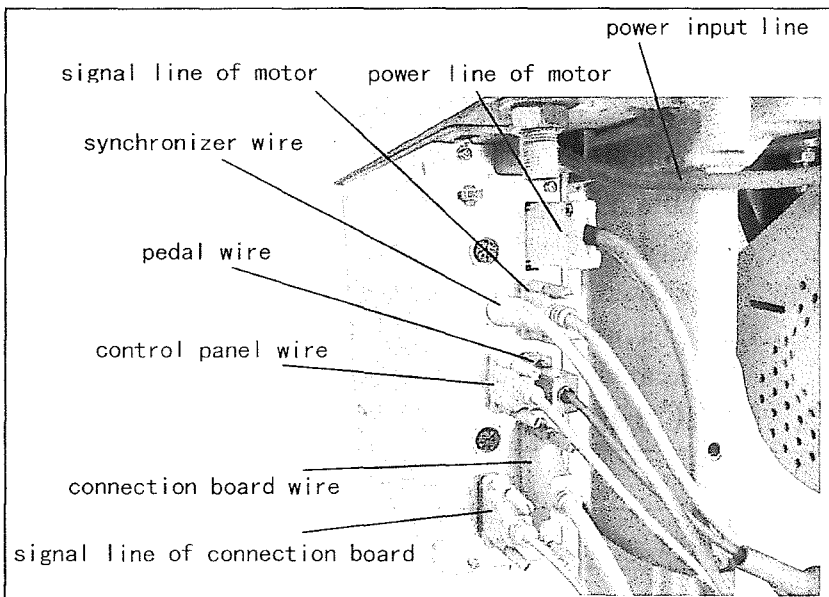 power input line
signal line of motor
power line of motor
synchronizer wire
pedal wire
control panel wire
connection board wire
signal line of connection board